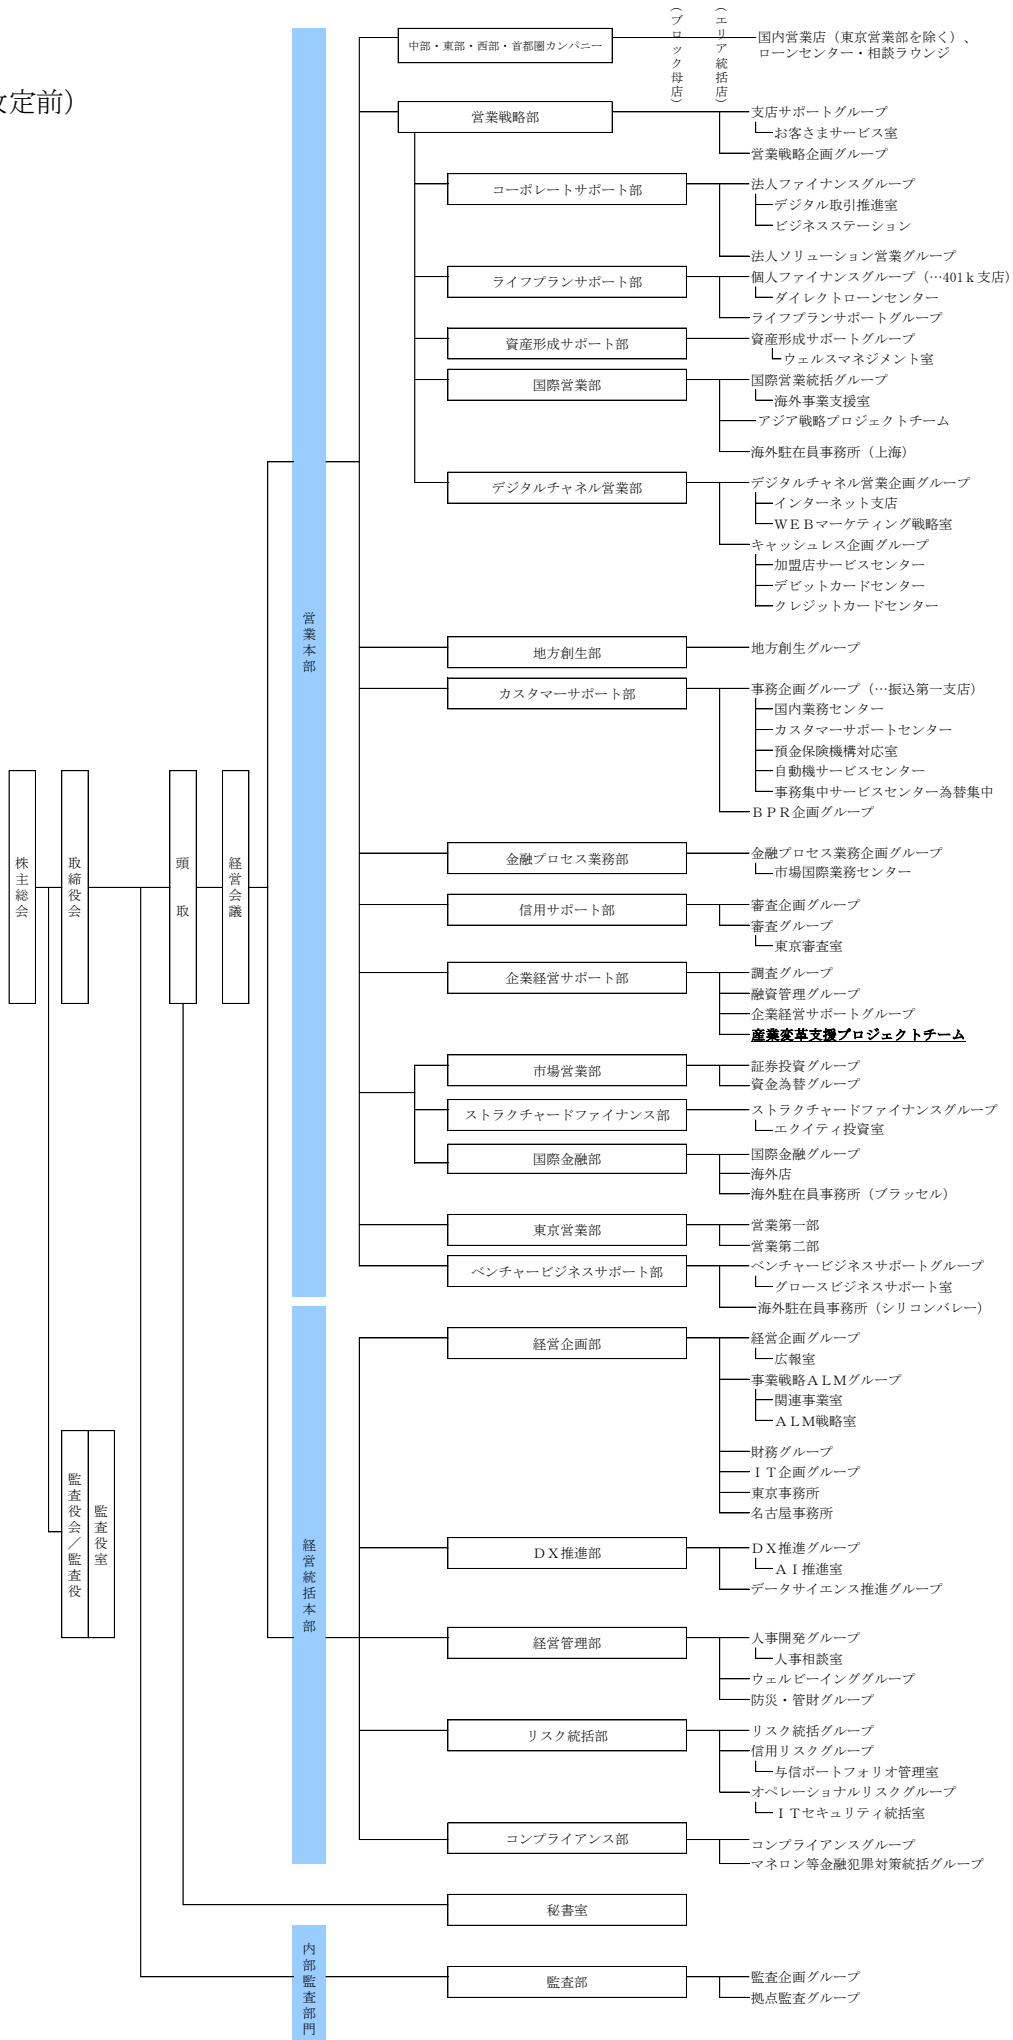 （ブロック母店）
（エリア統括店）
中部・東部・西部・首都圏カンパニー
国内営業店（東京営業部を除く）、
ローンセンター・相談ラウンジ
改定前）
営業戦略部
支店サポートグループ
お客さまサービス室
営業戦略企画グループ
コーポレートサポート部
法人ファイナンスグループ
デジタル取引推進室
ビジネスステーション
法人ソリューション営業グループ
ライフプランサポート部
個人ファイナンスグループ（…401ｋ支店）
ダイレクトローンセンター
ライフプランサポートグループ
資産形成サポート部
資産形成サポートグループ
ウェルスマネジメント室
国際営業部
国際営業統括グループ
海外事業支援室
アジア戦略プロジェクトチーム
海外駐在員事務所（上海）
デジタルチャネル営業部
デジタルチャネル営業企画グループ
インターネット支店
ＷＥＢマーケティング戦略室
キャッシュレス企画グループ
加盟店サービスセンター
デビットカードセンター
クレジットカードセンター
営業本部
地方創生部
地方創生グループ
カスタマーサポート部
事務企画グループ（…振込第一支店）
国内業務センター
カスタマーサポートセンター
預金保険機構対応室
自動機サービスセンター
事務集中サービスセンター為替集中
ＢＰＲ企画グループ
株主総会
取締役会
頭取
経営会議
金融プロセス業務部
金融プロセス業務企画グループ
市場国際業務センター
信用サポート部
審査企画グループ
審査グループ
東京審査室
企業経営サポート部
調査グループ
融資管理グループ
企業経営サポートグループ
産業変革支援プロジェクトチーム
市場営業部
証券投資グループ
資金為替グループ
ストラクチャードファイナンス部
ストラクチャードファイナンスグループ
エクイティ投資室
国際金融部
国際金融グループ
海外店
海外駐在員事務所（ブラッセル）
東京営業部
営業第一部
営業第二部
ベンチャービジネスサポート部
ベンチャービジネスサポートグループ
グロースビジネスサポート室
海外駐在員事務所（シリコンバレー）
経営企画部
経営企画グループ
広報室
事業戦略ＡＬＭグループ
関連事業室
ＡＬＭ戦略室
財務グループ
ＩＴ企画グループ
東京事務所
名古屋事務所
監査役会／監査役
監査役室
経営統括本部
ＤＸ推進部
ＤＸ推進グループ
ＡＩ推進室
データサイエンス推進グループ
経営管理部
人事開発グループ
人事相談室
ウェルビーインググループ
防災・管財グループ
リスク統括部
リスク統括グループ
信用リスクグループ
与信ポートフォリオ管理室
オペレーショナルリスクグループ
ＩＴセキュリティ統括室
コンプライアンス部
コンプライアンスグループ
マネロン等金融犯罪対策統括グループ
秘書室
内部監査部門
監査部
監査企画グループ
拠点監査グループ